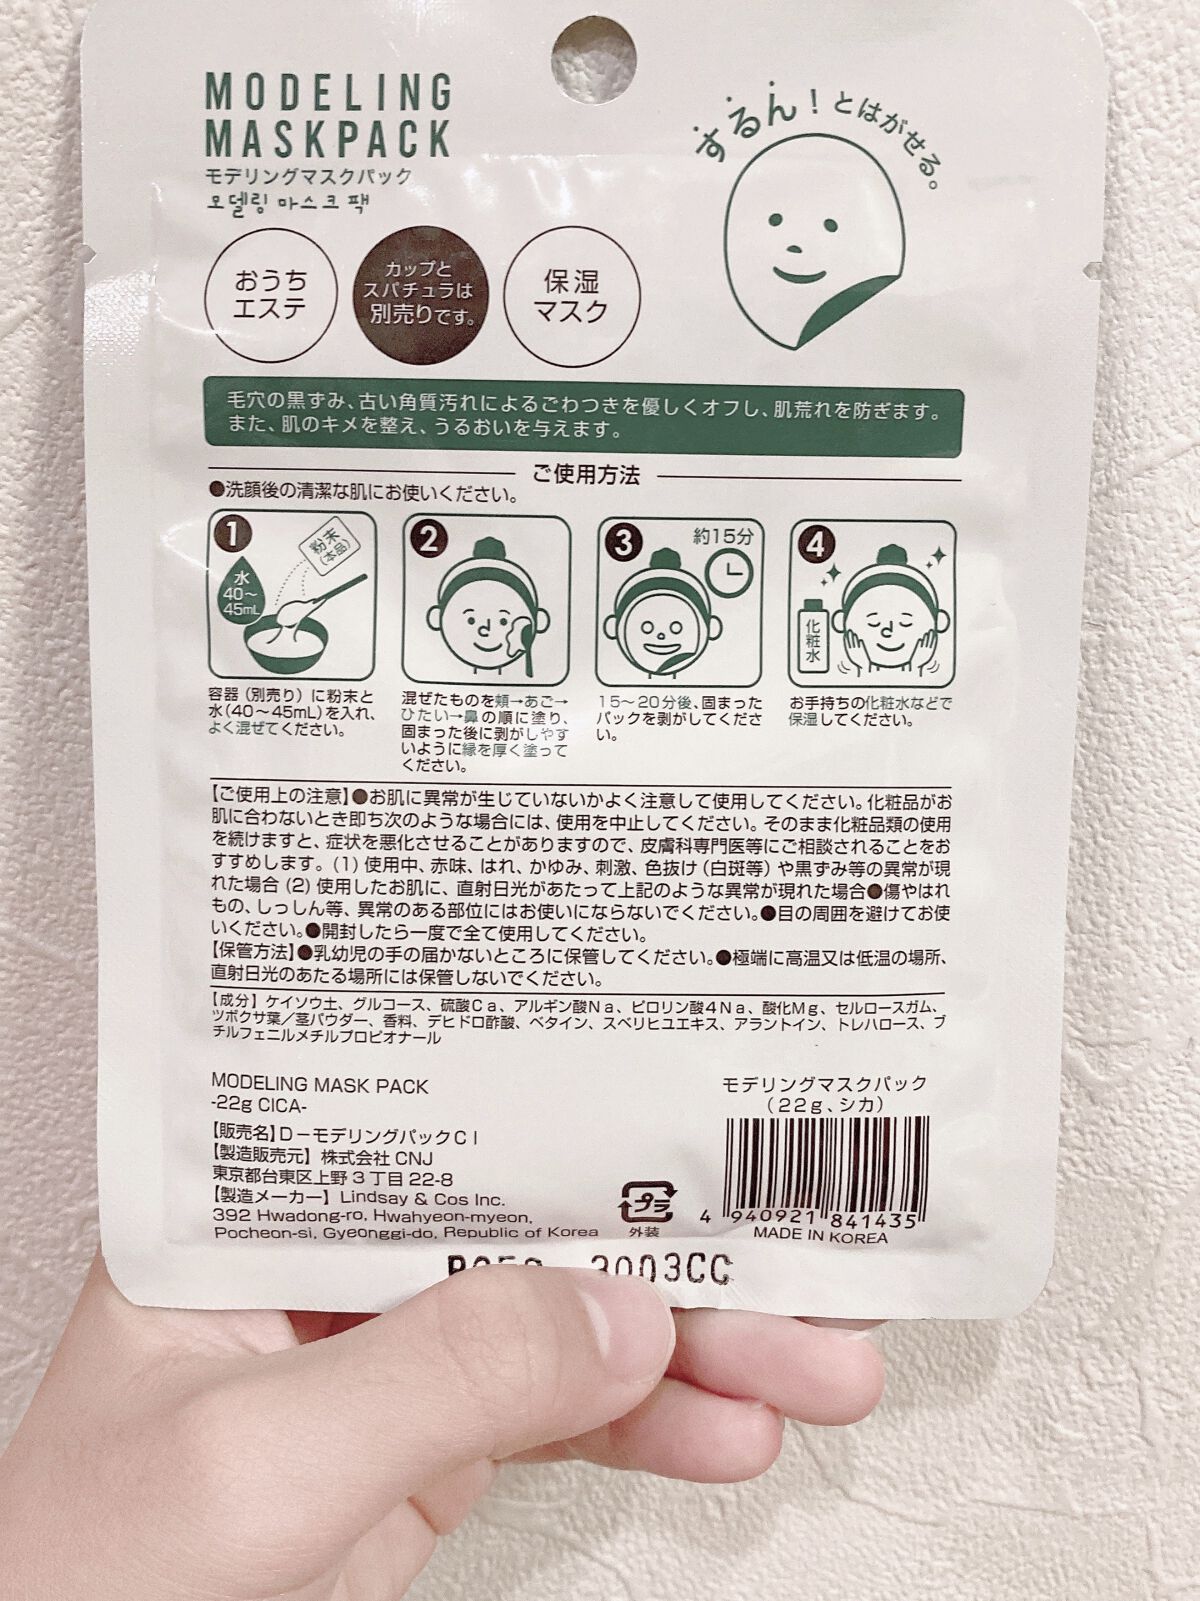 MODELING
MASKPACK
モデリングマスクパック
모델링 마스크 팩
するん！とはがせる。
おうち
エステ
カップと
スパチュラは
別売りです。
保湿
マスク
毛穴の黒ずみ、古い角質汚れによるごわつきを優しくオフし、肌荒れを防ぎます。
また、肌のキメを整え、うるおいを与えます。
ご使用方法
●洗顔後の清潔な肌にお使いください。
1
粉末
(本品)
水
40～
45mL
容器（別売り）に粉末と
水（40～45mL）を入れ、
よく混ぜてください。
2
混ぜたものを頬→あご→
ひたい→鼻の順に塗り、
固まった後に剥がしやす
いように縁を厚く塗って
ください。
3
約15分
15～20分後、固まった
パックを剥がしてくださ
い。
4
化粧水
お手持ちの化粧水などで
保湿してください。
【ご使用上の注意】●お肌に異常が生じていないかよく注意して使用してください。化粧品がお
肌に合わないとき即ち次のような場合には、使用を中止してください。そのまま化粧品類の使用
を続けますと、症状を悪化させることがありますので、皮膚科専門医等にご相談されることをお
すすめします。(1) 使用中、赤味、はれ、かゆみ、刺激、色抜け（白斑等）や黒ずみ等の異常が現
れた場合 (2) 使用したお肌に、直射日光があたって上記のような異常が現れた場合●傷やはれ
もの、しっしん等、異常のある部位にはお使いにならないでください。●目の周囲を避けてお使
いください。●開封したら一度で全て使用してください。
【保管方法】●乳幼児の手の届かないところに保管してください。●極端に高温又は低温の場所、
直射日光のあたる場所には保管しないでください。
【成分】ケイソウ土、グルコース、硫酸Ca、アルギン酸Na、ピロリン酸4Na、酸化Mg、セルロースガム、
ツボクサ葉／茎パウダー、香料、デヒドロ酢酸、ベタイン、スベリヒユエキス、アラントイン、トレハロース、ブ
チルフェニルメチルプロピオナール
MODELING MASK PACK
-22g CICA-
【販売名】D－モデリングパックCI
【製造販売元】株式会社 CNJ
東京都台東区上野 3 丁目 22-8
【製造メーカー】Lindsay & Cos Inc.
392 Hwadong-ro, Hwahyeon-myeon,
Pocheon-si, Gyeonggi-do, Republic of Korea
プラ
外装
モデリングマスクパック
（22g、シカ）
4 940921 841435
MADE IN KOREA
3003CC